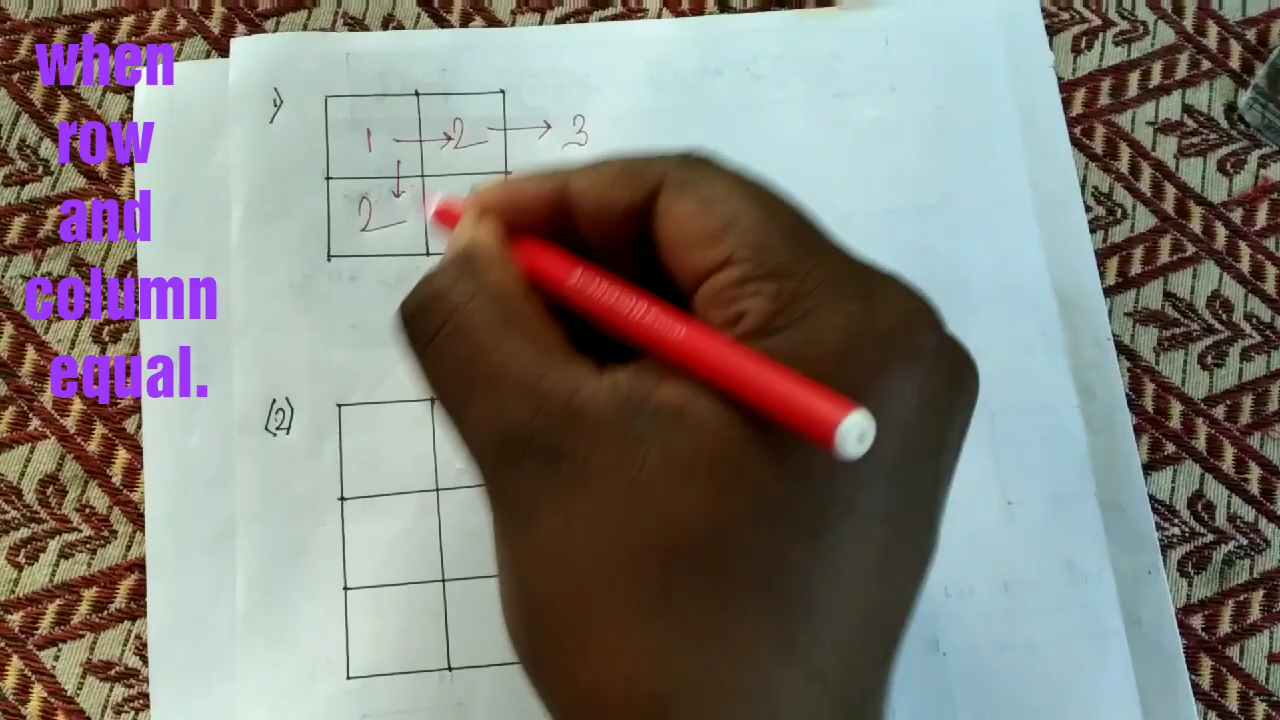 when
row
and
column
equal.
1)
1 → 2 → 3
↓
2
(2)